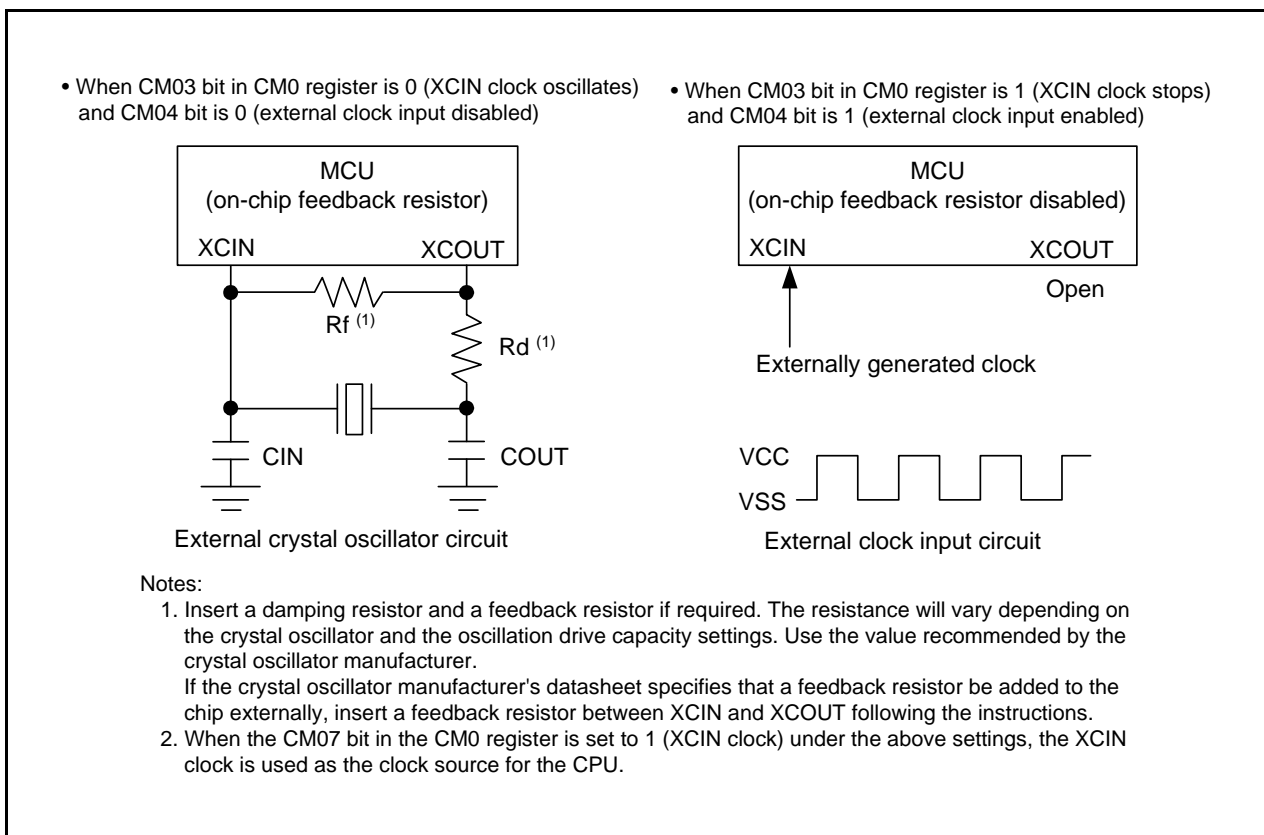 • When CM03 bit in CM0 register is 0 (XCIN clock oscillates)
and CM04 bit is 0 (external clock input disabled)
MCU
(on-chip feedback resistor)
XCIN
XCOUT
Rf (1)
Rd (1)
CIN
COUT
External crystal oscillator circuit
• When CM03 bit in CM0 register is 1 (XCIN clock stops)
and CM04 bit is 1 (external clock input enabled)
MCU
(on-chip feedback resistor disabled)
XCIN
XCOUT
Open
Externally generated clock
VCC
VSS
External clock input circuit
Notes:
1. Insert a damping resistor and a feedback resistor if required. The resistance will vary depending on
the crystal oscillator and the oscillation drive capacity settings. Use the value recommended by the
crystal oscillator manufacturer.
If the crystal oscillator manufacturer's datasheet specifies that a feedback resistor be added to the
chip externally, insert a feedback resistor between XCIN and XCOUT following the instructions.
2. When the CM07 bit in the CM0 register is set to 1 (XCIN clock) under the above settings, the XCIN
clock is used as the clock source for the CPU.